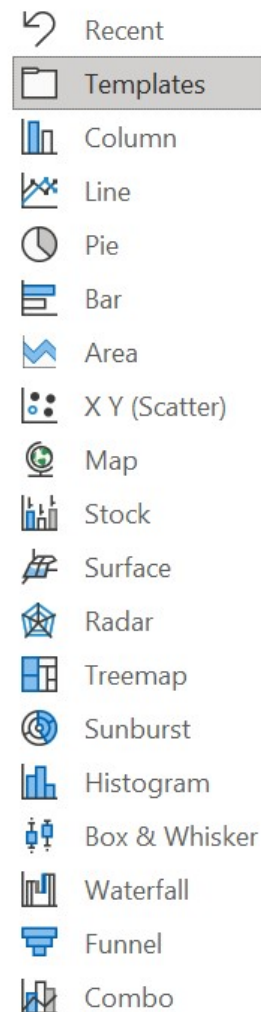 Recent
Templates
Column
Line
Pie
Bar
Area
X Y (Scatter)
Map
Stock
Surface
Radar
Treemap
Sunburst
Histogram
Box & Whisker
Waterfall
Funnel
Combo